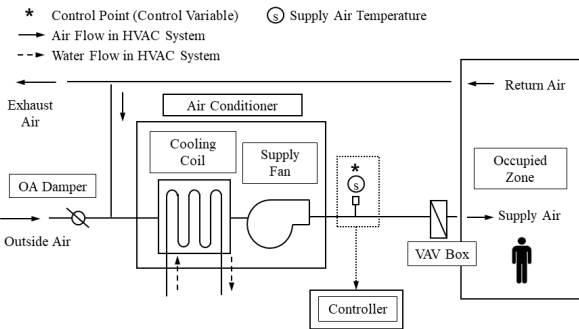 * Control Point (Control Variable)
s Supply Air Temperature
Air Flow in HVAC System
Water Flow in HVAC System
Exhaust
Air
Return Air
Air Conditioner
Cooling
Coil
Supply
Fan
*
s
Occupied
Zone
OA Damper
Outside Air
Supply Air
VAV Box
Controller